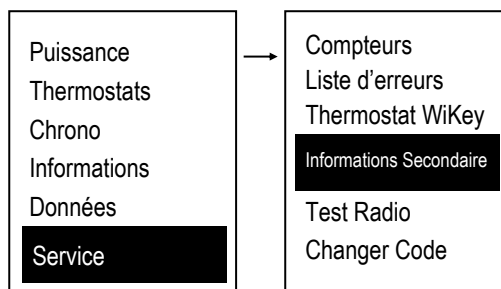 Puissance
Thermostats
Chrono
Informations
Données
Service
Compteurs
Liste d'erreurs
Thermostat WiKey
Informations Secondaire
Test Radio
Changer Code